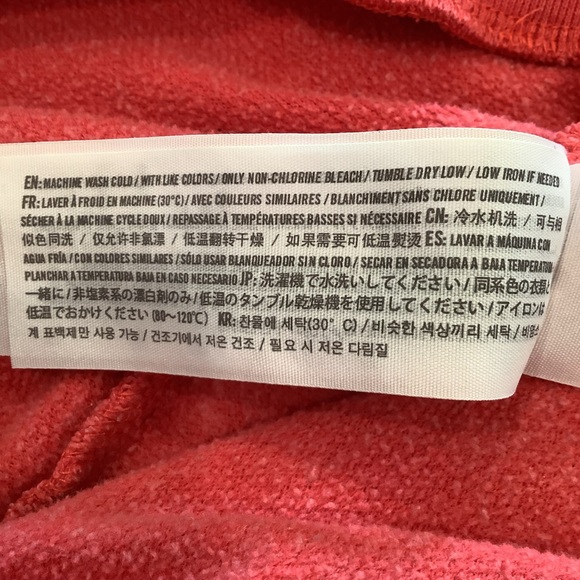 EN: MACHINE WASH COLD / WITH LIKE COLORS / ONLY NON-CHLORINE BLEACH / TUMBLE DRY LOW / LOW IRON IF NEEDED
FR: LAVER À FROID EN MACHINE (30°C) / AVEC COULEURS SIMILAIRES / BLANCHIMENT SANS CHLORE UNIQUEMENT /
SÉCHER À LA MACHINE CYCLE DOUX / REPASSAGE À TEMPÉRATURES BASSES SI NÉCESSAIRE CN: 冷水机洗 / 可与相
似色同洗 / 仅允许非氯漂 / 低温翻转干燥 / 如果需要可低温熨烫 ES: LAVAR A MÁQUINA CON
AGUA FRÍA / CON COLORES SIMILARES / SÓLO USAR BLANQUEADOR SIN CLORO / SECAR EN SECADORA A BAJA TEMPERATURA
PLANCHAR A TEMPERATURA BAJA EN CASO NECESARIO JP: 洗濯機で水洗いしてください / 同系色の衣類と
一緒に / 非塩素系の漂白剤のみ / 低温のタンブル乾燥機を使用してください / アイロンは
低温でおかけください (80〜120℃) KR: 찬물에 세탁(30° C) / 비슷한 색상끼리 세탁 / 비염소
계 표백제만 사용 가능 / 건조기에서 저온 건조 / 필요 시 저온 다림질